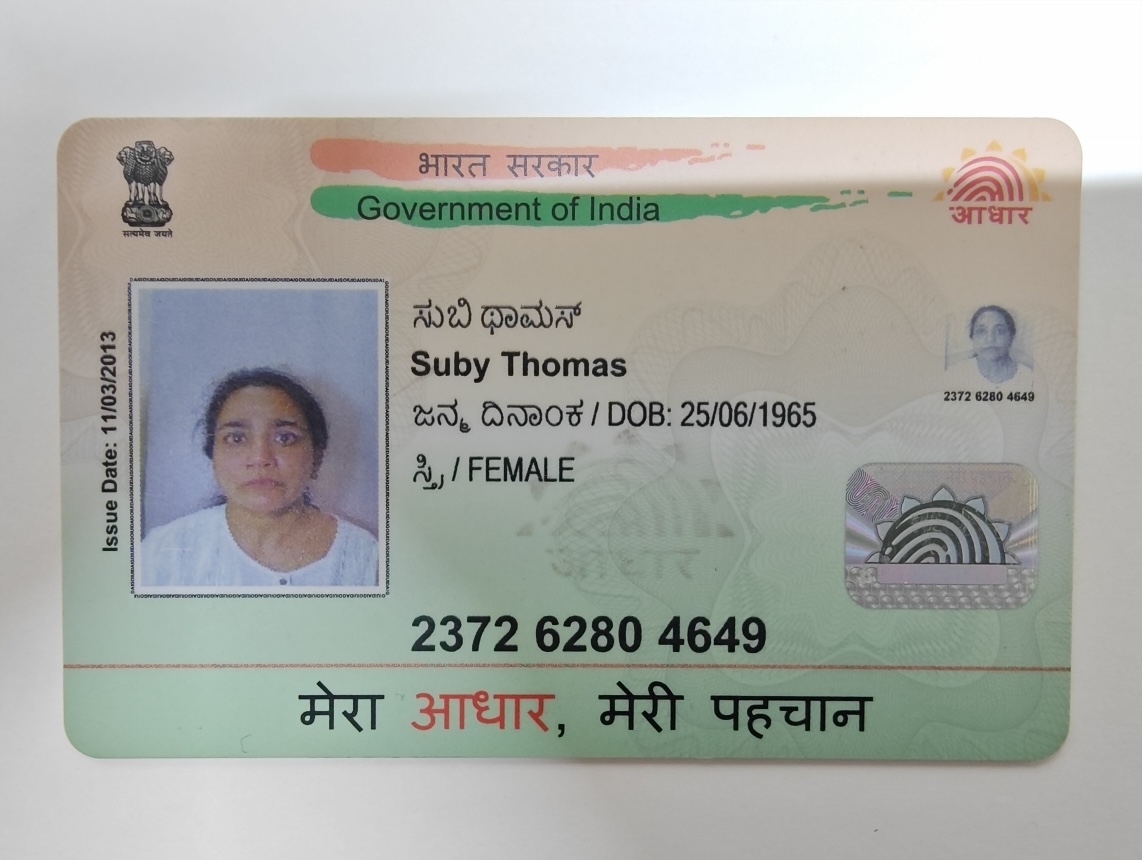 भारत सरकार
Government of India
सत्यमेव जयते
आधार
Issue Date: 11/03/2013
ಸುಬಿ ಥಾಮಸ್
Suby Thomas
ಜನ್ಮ ದಿನಾಂಕ / DOB: 25/06/1965
ಸ್ತ್ರೀ / FEMALE
2372 6280 4649
2372 6280 4649
मेरा आधार, मेरी पहचान